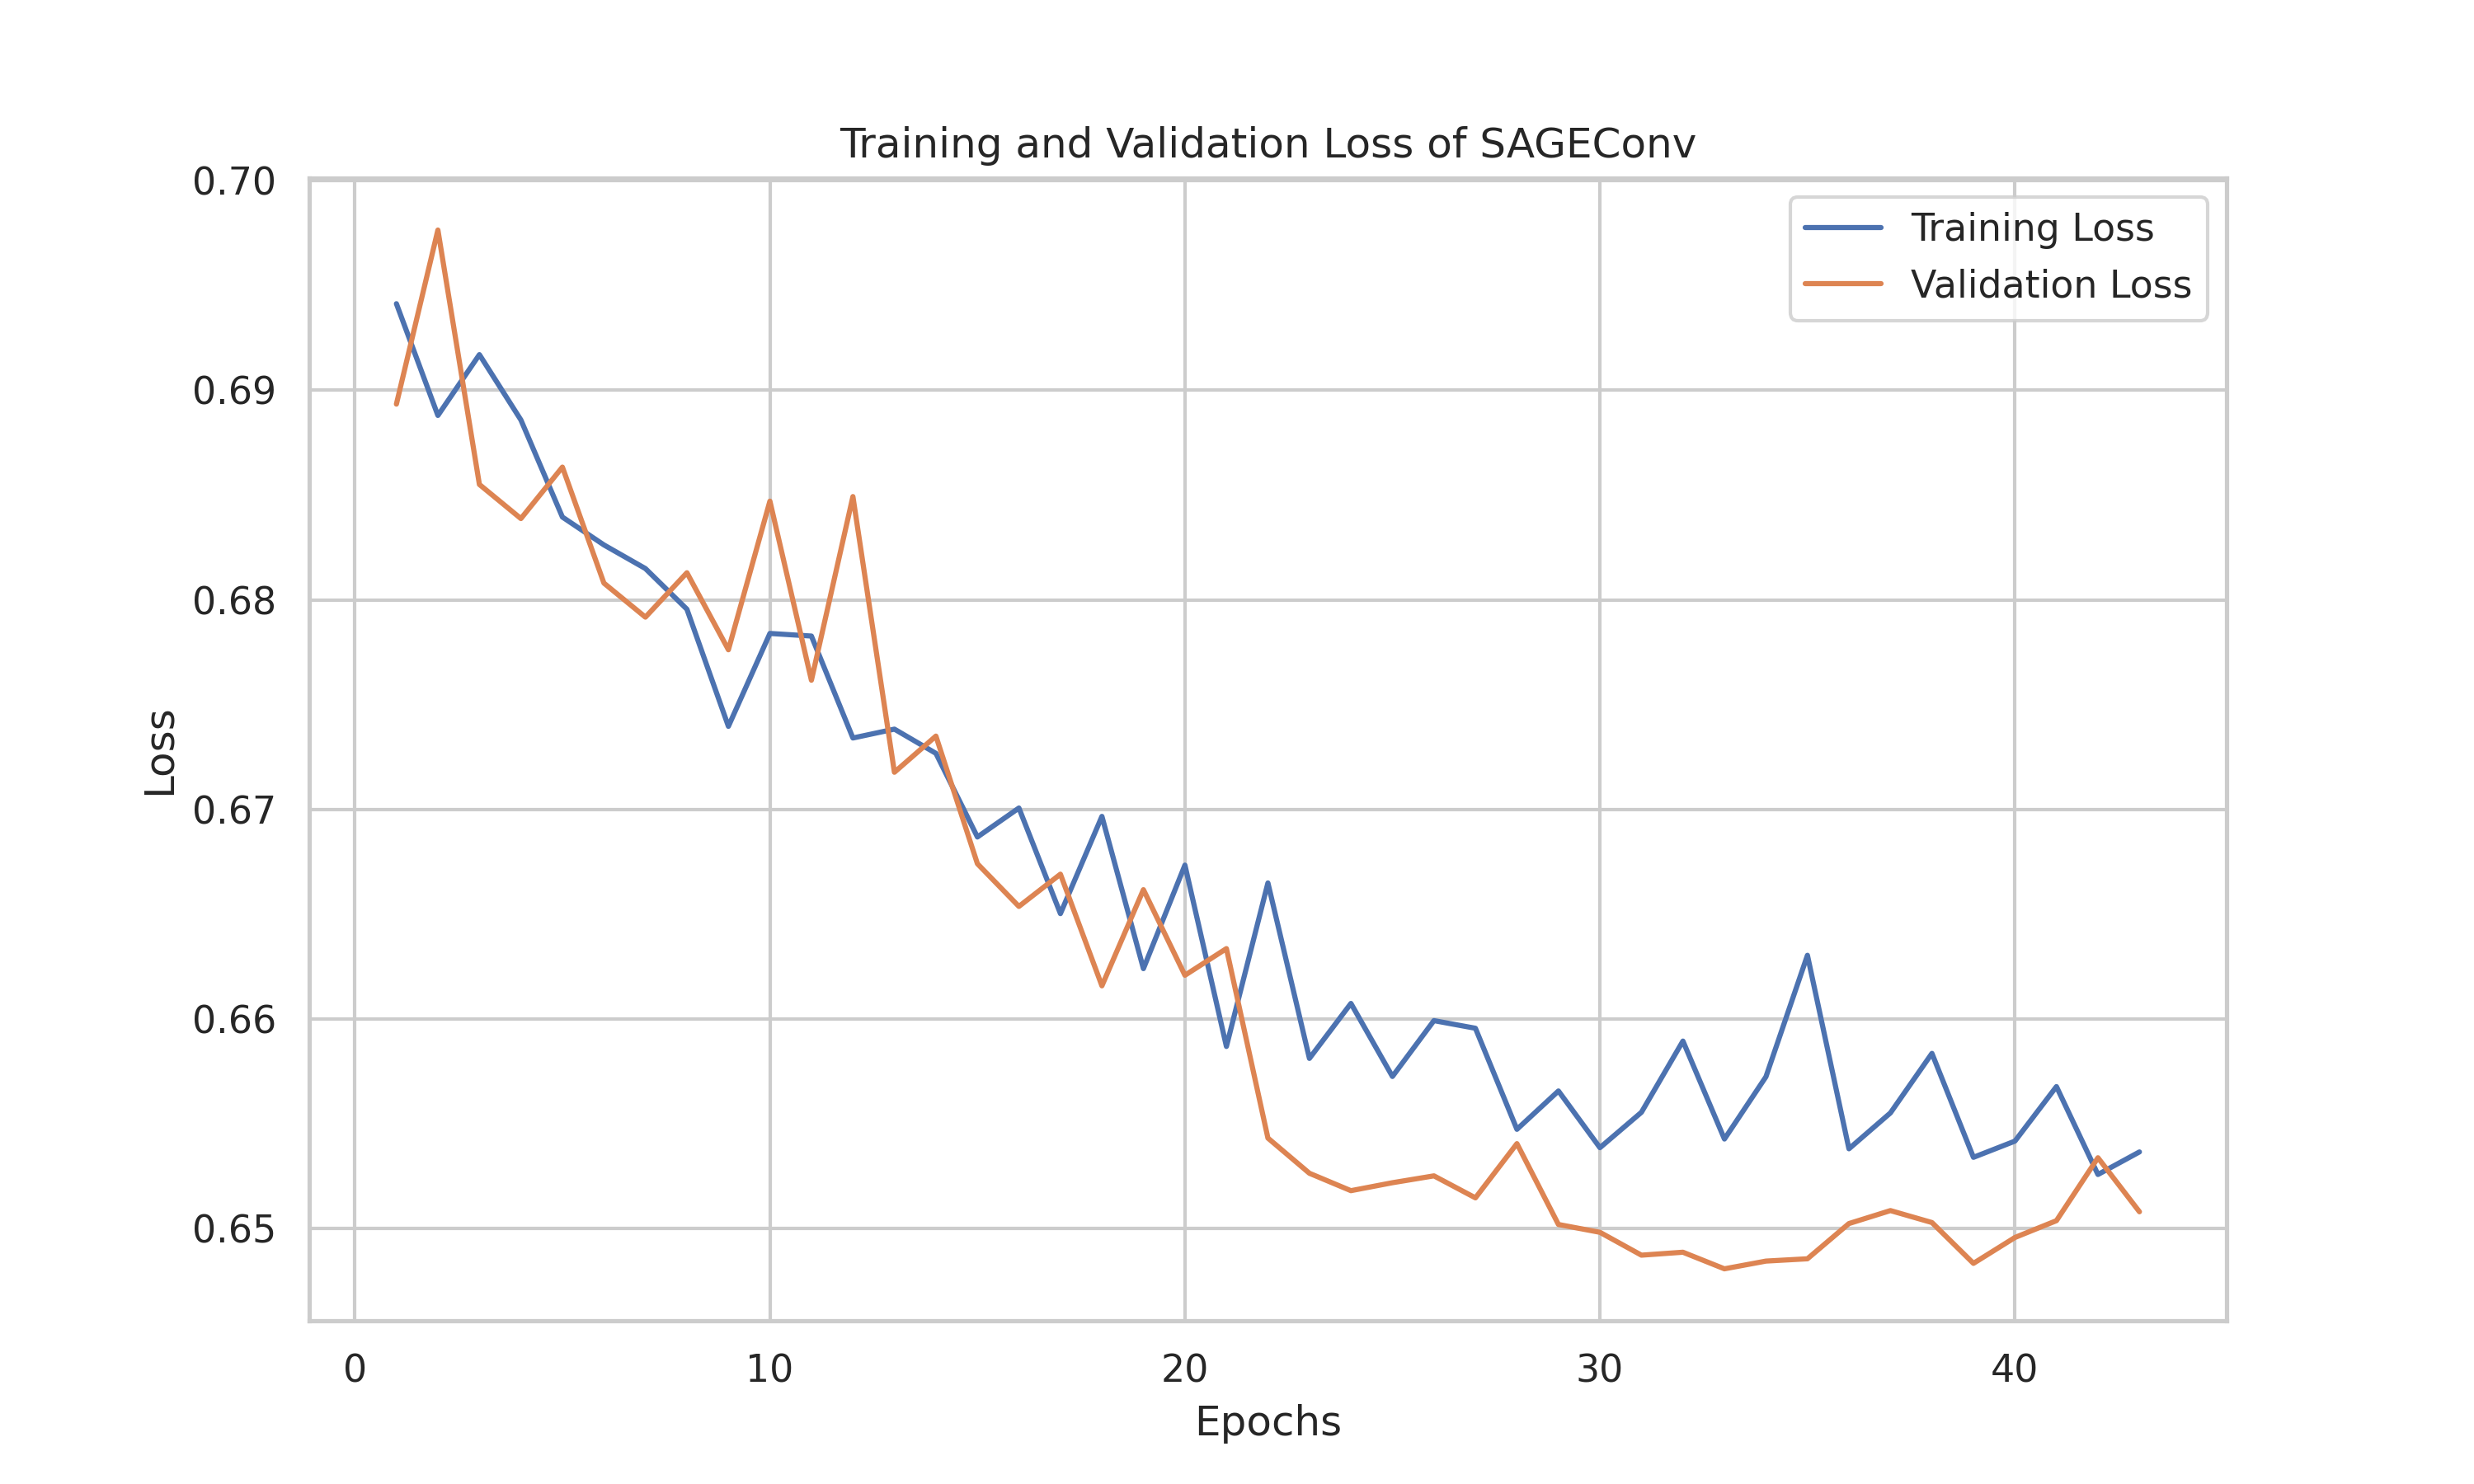 Training and Validation Loss of SAGEConv
Training Loss
Validation Loss
Loss
0.70
0.69
0.68
0.67
0.66
0.65
0 10 20 30 40
Epochs